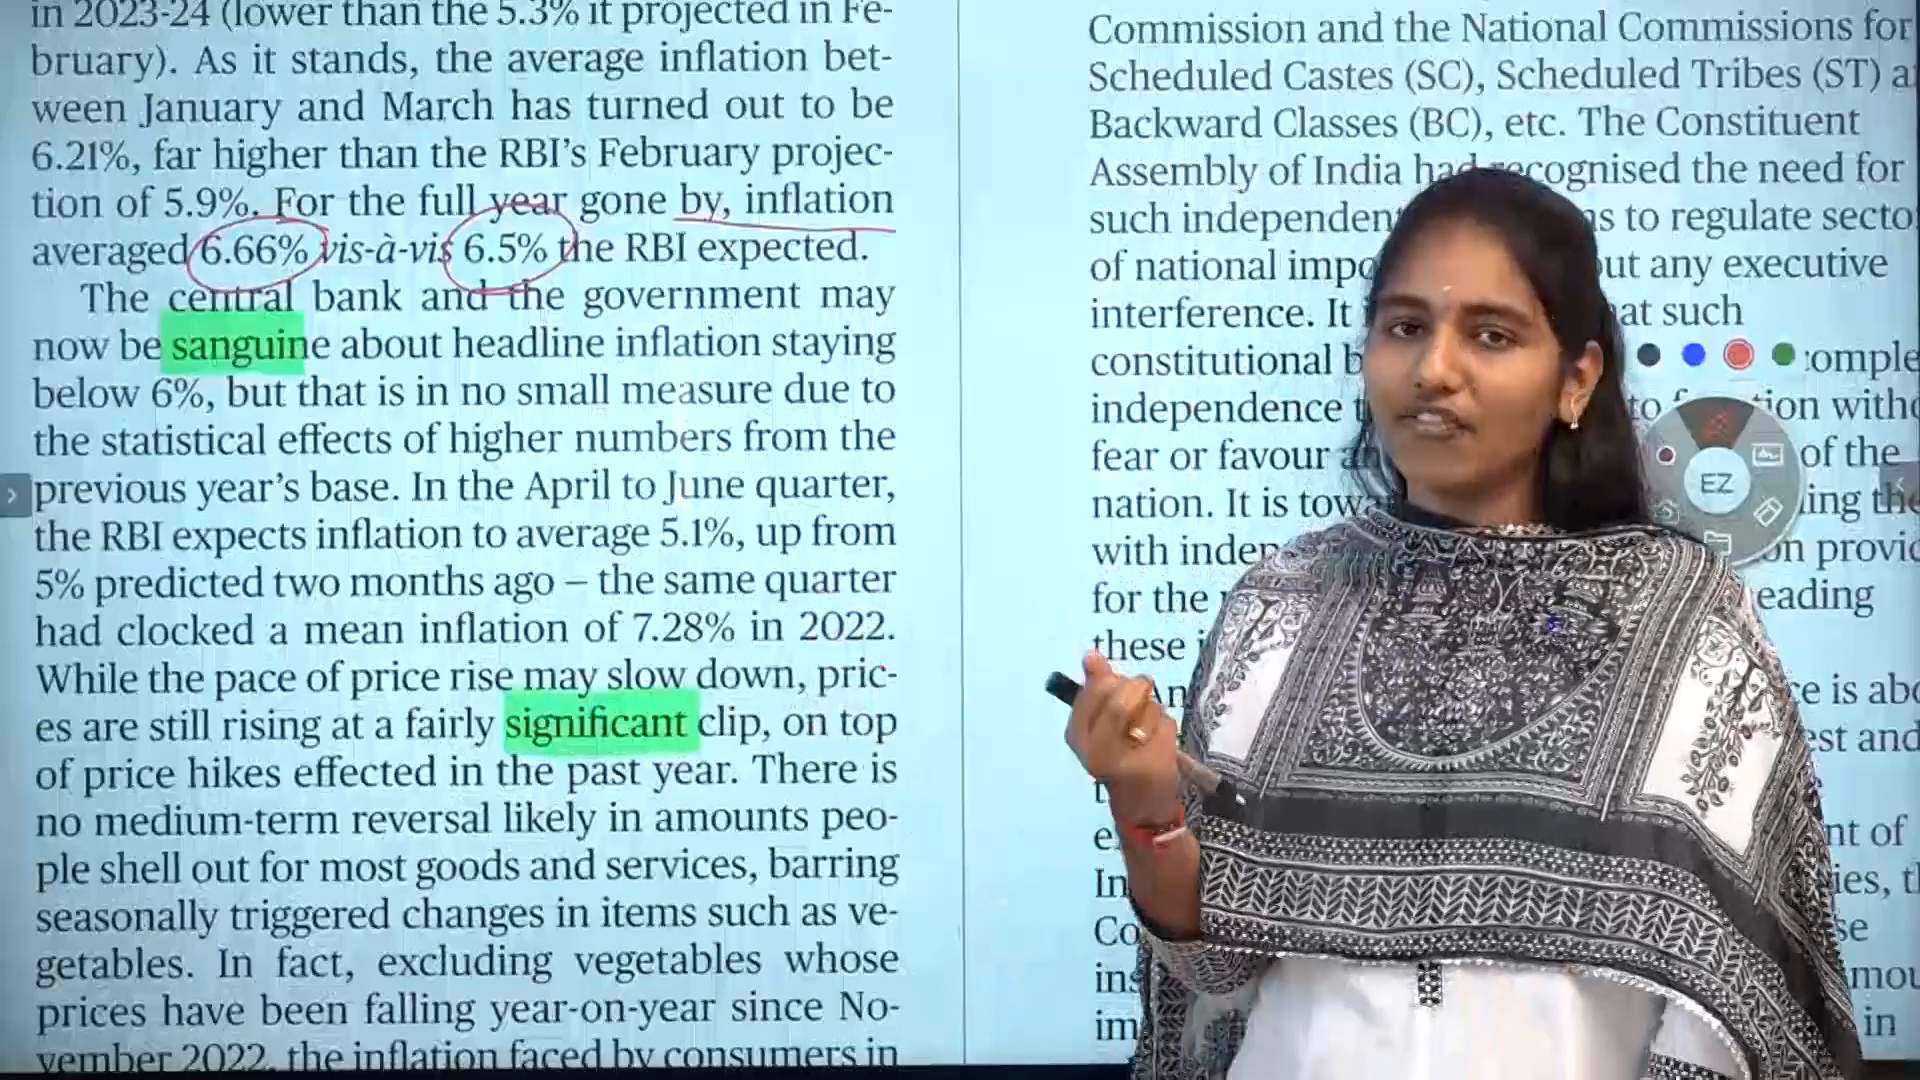 in 2023-24 (lower than the 5.3% it projected in Fe-
bruary). As it stands, the average inflation bet-
ween January and March has turned out to be
6.21%, far higher than the RBI's February projec-
tion of 5.9%. For the full year gone by, inflation
averaged 6.66% vis-à-vis 6.5% the RBI expected.
The central bank and the government may
now be sanguine about headline inflation staying
below 6%, but that is in no small measure due to
the statistical effects of higher numbers from the
previous year's base. In the April to June quarter,
the RBI expects inflation to average 5.1%, up from
5% predicted two months ago – the same quarter
had clocked a mean inflation of 7.28% in 2022.
While the pace of price rise may slow down, pric-
es are still rising at a fairly significant clip, on top
of price hikes effected in the past year. There is
no medium-term reversal likely in amounts peo-
ple shell out for most goods and services, barring
seasonally triggered changes in items such as ve-
getables. In fact, excluding vegetables whose
prices have been falling year-on-year since No-
vember 2022, the inflation faced by consumers in
Commission and the National Commissions for
Scheduled Castes (SC), Scheduled Tribes (ST) a
Backward Classes (BC), etc. The Constituent
Assembly of India had recognised the need for
such independent to regulate secto
of national any executive
interference. It such
constitutional
independence
fear or favour of the
nation. It is
with
for the
these
is
and
of
Co
in
EZ